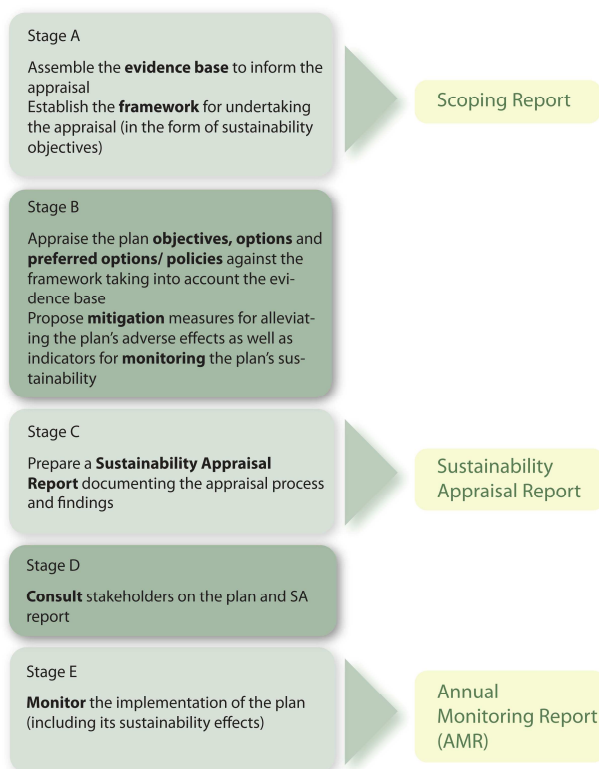 Stage A
Assemble the evidence base to inform the
appraisal
Establish the framework for undertaking
the appraisal (in the form of sustainability
objectives)
Scoping Report
Stage B
Appraise the plan objectives, options and
preferred options/ policies against the
framework taking into account the evi-
dence base
Propose mitigation measures for alleviat-
ing the plan's adverse effects as well as
indicators for monitoring the plan's sus-
tainability
Stage C
Prepare a Sustainability Appraisal
Report documenting the appraisal process
and findings
Sustainability
Appraisal Report
Stage D
Consult stakeholders on the plan and SA
report
Stage E
Monitor the implementation of the plan
(including its sustainability effects)
Annual
Monitoring Report
(AMR)